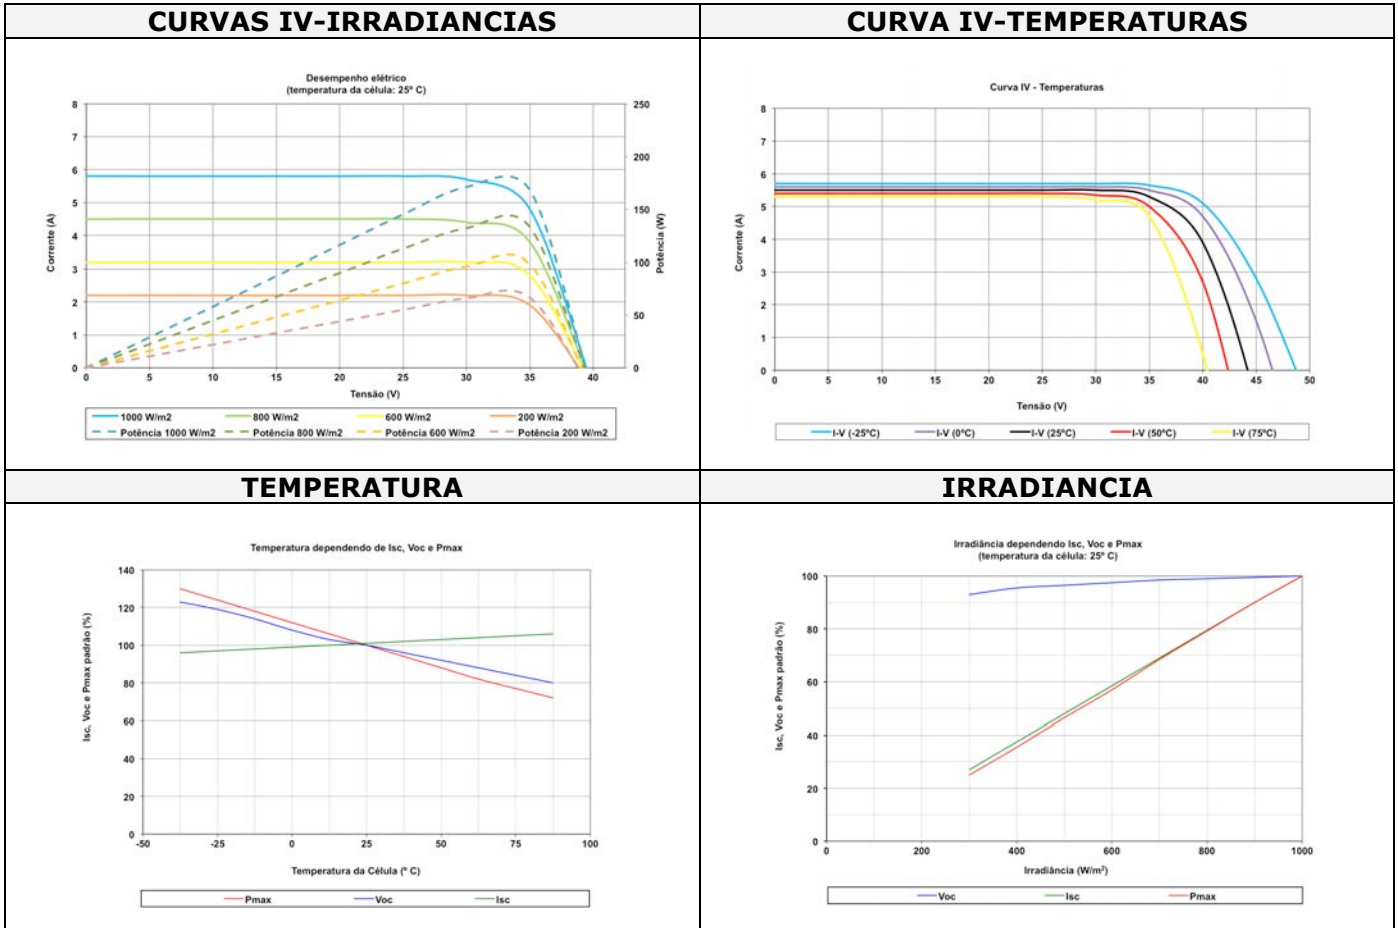 CURVAS IV-IRRADIANCIAS
CURVA IV-TEMPERATURAS
Desempenho elétrico
(temperatura da célula: 25º C)
8
7
6
5
4
3
2
1
0
Corrente (A)
250
200
150
100
50
0
Potência (W)
0 5 10 15 20 25 30 35 40
Tensão (V)
1000 W/m2 800 W/m2 600 W/m2 200 W/m2
Potência 1000 W/m2 Potência 800 W/m2 Potência 600 W/m2 Potência 200 W/m2
Curva IV - Temperaturas
8
7
6
5
4
3
2
1
0
Corrente (A)
0 5 10 15 20 25 30 35 40 45 50
Tensão (V)
I-V (-25ºC) I-V (0ºC) I-V (25ºC) I-V (50ºC) I-V (75ºC)
TEMPERATURA
IRRADIANCIA
Temperatura dependendo de Isc, Voc e Pmax
140
120
100
80
60
40
20
0
Isc, Voc e Pmax padrão (%)
-50 -25 0 25 50 75 100
Temperatura da Célula (º C)
Pmax Voc Isc
Irradiância dependendo Isc, Voc e Pmax
(temperatura da célula: 25º C)
100
80
60
40
20
0
Isc, Voc e Pmax padrão (%)
0 200 400 600 800 1000
Irradiância (W/m²)
Voc Isc Pmax